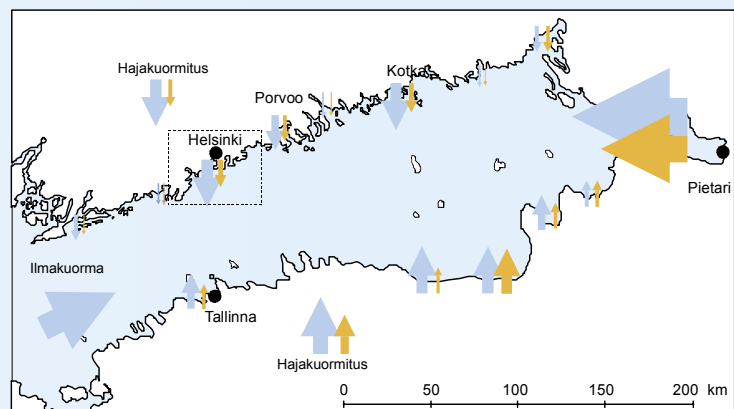 Hajakuormitus
Kotka
Porvoo
Helsinki
Pietari
Ilmakuorma
Tallinna
Hajakuormitus
0 50 100 150 200 km